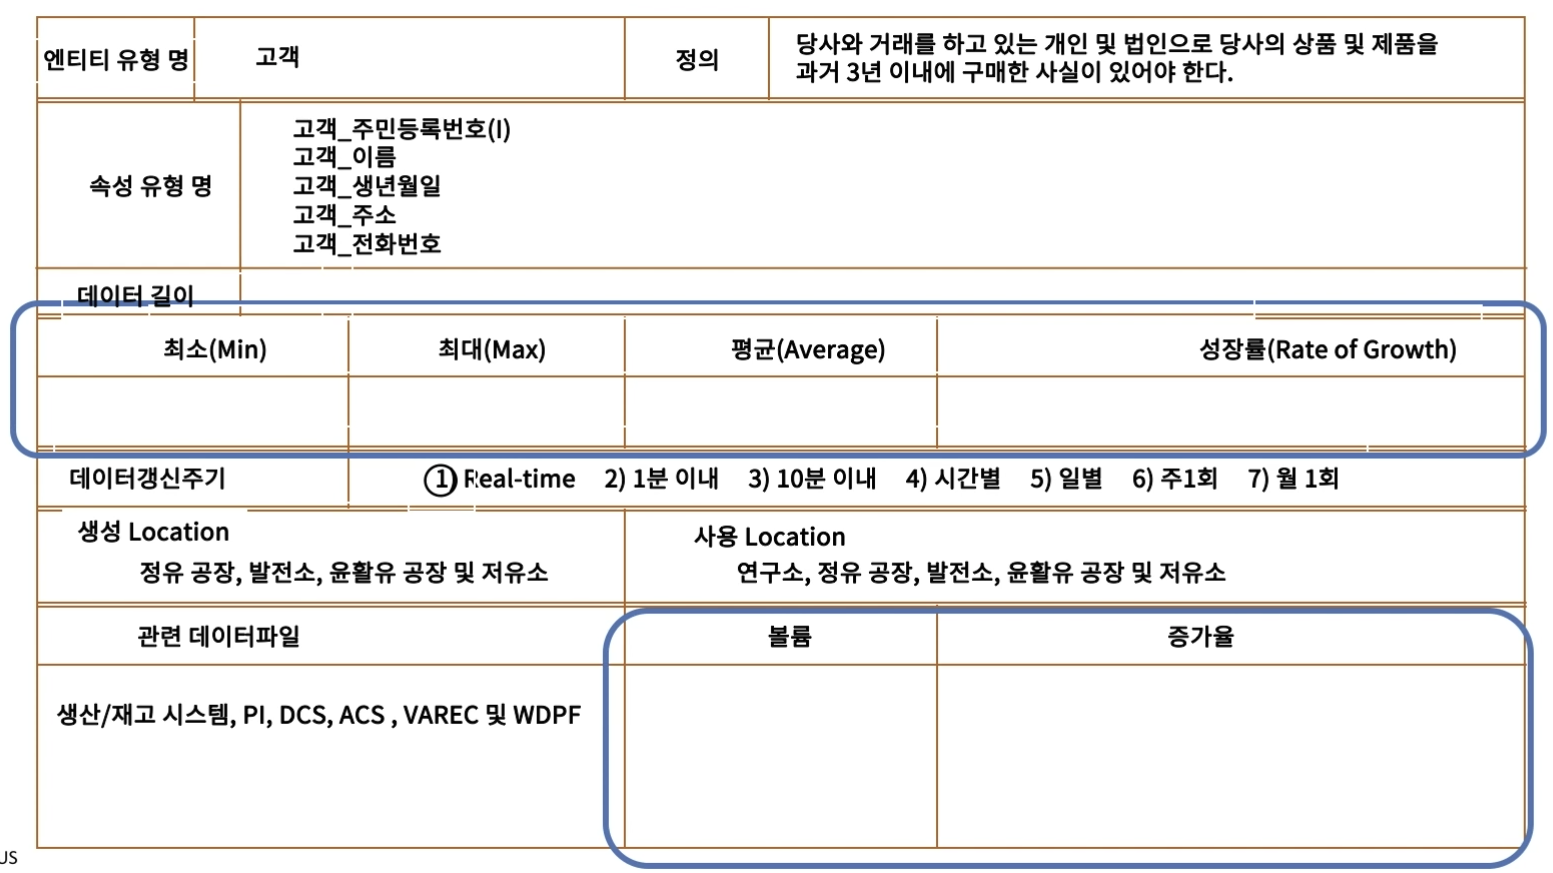 엔티티 유형 명 고객 정의 당사와 거래를 하고 있는 개인 및 법인으로 당사의 상품 및 제품을
과거 3년 이내에 구매한 사실이 있어야 한다.
속성 유형 명
고객_주민등록번호(I)
고객_이름
고객_생년월일
고객_주소
고객_전화번호
데이터 길이
최소(Min) 최대(Max) 평균(Average) 성장률(Rate of Growth)
데이터갱신주기 1) Real-time 2) 1분 이내 3) 10분 이내 4) 시간별 5) 일별 6) 주1회 7) 월 1회
생성 Location
정유 공장, 발전소, 윤활유 공장 및 저유소
사용 Location
연구소, 정유 공장, 발전소, 윤활유 공장 및 저유소
관련 데이터파일 볼륨 증가율
생산/재고 시스템, PI, DCS, ACS , VAREC 및 WDPF
US